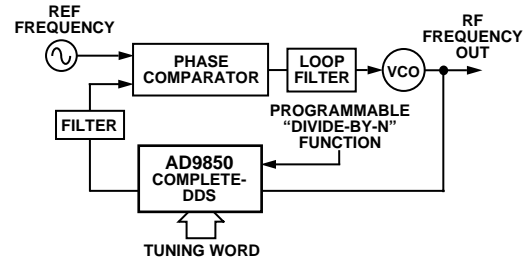 REF
FREQUENCY
RF
FREQUENCY
OUT
PHASE
COMPARATOR
LOOP
FILTER
VCO
FILTER
PROGRAMMABLE
“DIVIDE-BY-N”
FUNCTION
AD9850
COMPLETE-
DDS
TUNING WORD